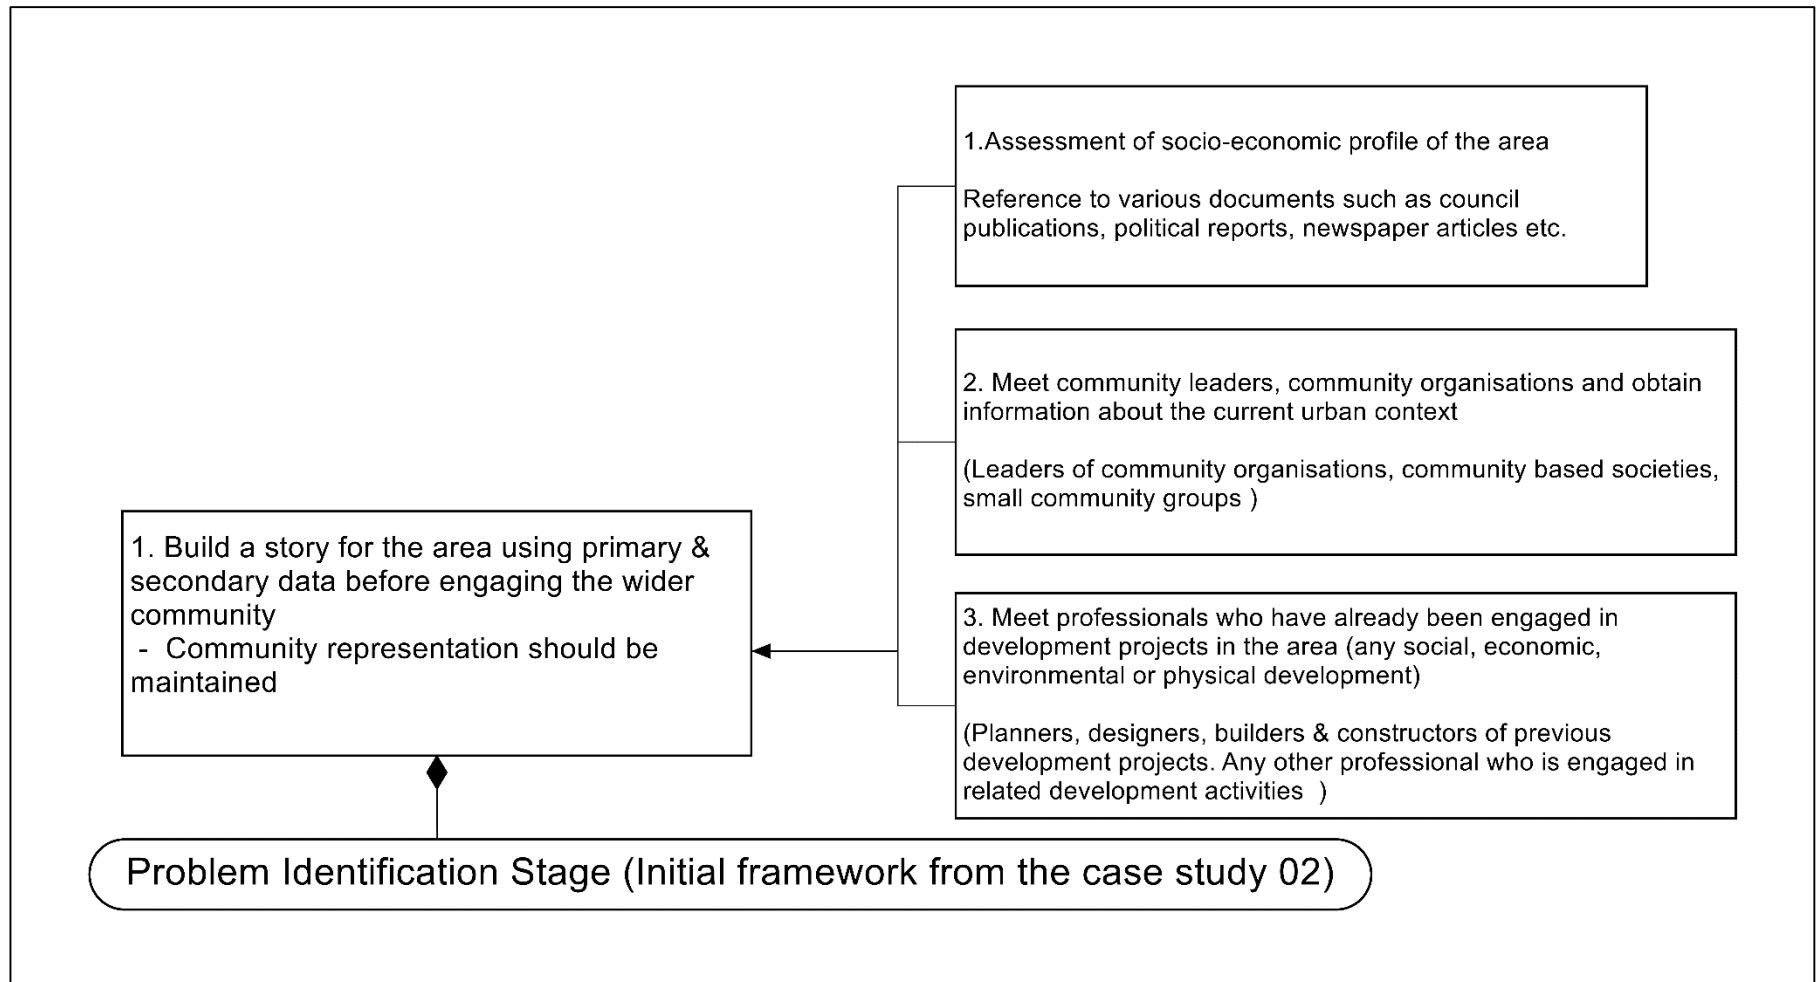 1.Assessment of socio-economic profile of the area
Reference to various documents such as council
publications, political reports, newspaper articles etc.
2. Meet community leaders, community organisations and obtain
information about the current urban context
(Leaders of community organisations, community based societies,
small community groups )
1. Build a story for the area using primary &
secondary data before engaging the wider
community
-  Community representation should be
maintained
3. Meet professionals who have already been engaged in
development projects in the area (any social, economic,
environmental or physical development)
(Planners, designers, builders & constructors of previous
development projects. Any other professional who is engaged in
related development activities  )
Problem Identification Stage (Initial framework from the case study 02)